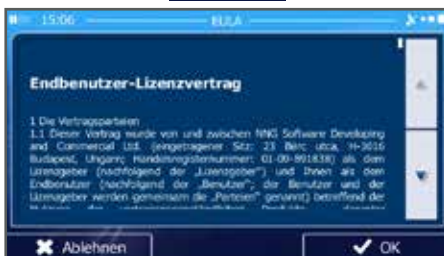 15:06 EULA
Endbenutzer-Lizenzvertrag
1 Die Vertragsparteien
1.1 Dieser Vertrag wurde von und zwischen NNG Software Developing
and Commercial Ltd. (eingetragener Sitz: 23 Bérc utca, H-1016
Budapest, Ungarn; Handelsregisternummer: 01-09-891838) als dem
Lizenzgeber (nachfolgend der „Lizenzgeber") und Ihnen als dem
Endbenutzer (nachfolgend der „Benutzer"; der Benutzer und der
Lizenzgeber werden gemeinsam die „Parteien" genannt) betreffend der
Ablehnen OK